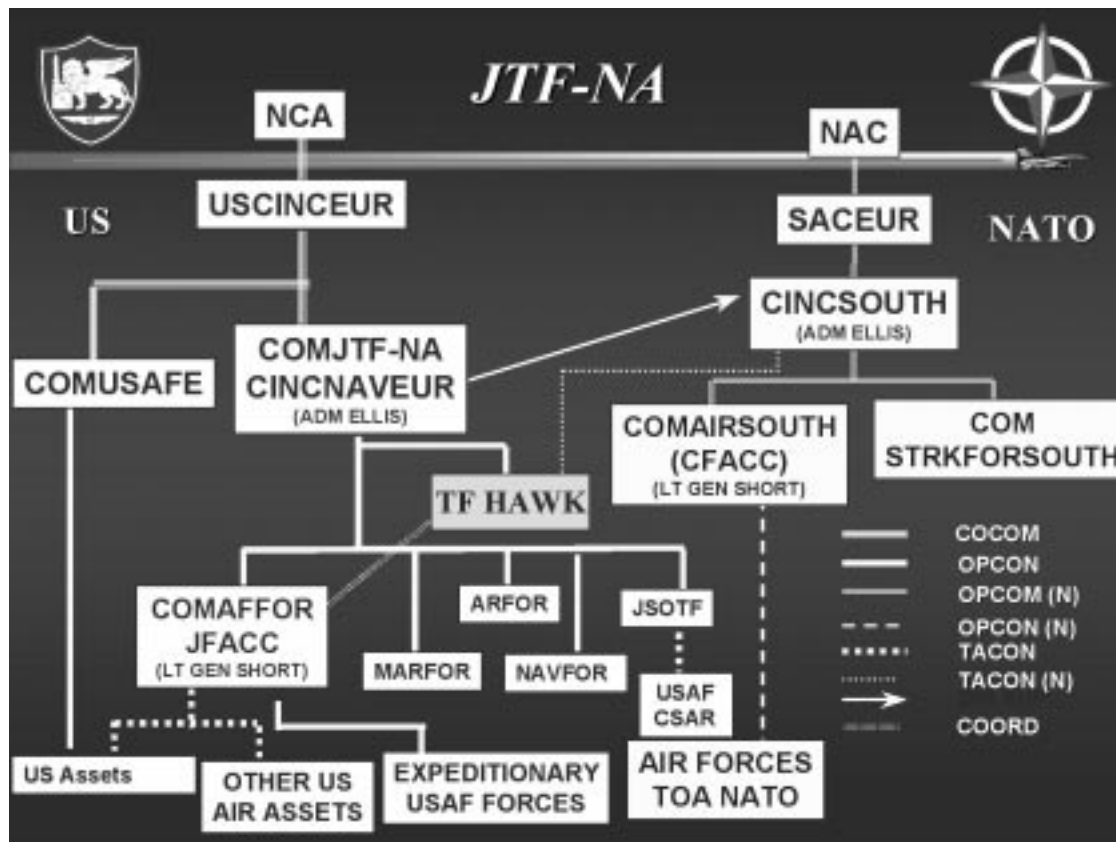 JTF-NA
NCA
NAC
USCINCEUR
SACEUR
US
NATO
CINCSOUTH
(ADM ELLIS)
COMJTF-NA
CINCNAVEUR
(ADM ELLIS)
COMUSAFE
COMAIRSOUTH
(CFACC)
(LT GEN SHORT)
COM
STRKFORSOUTH
TF HAWK
COMAFFOR
JFACC
(LT GEN SHORT)
MARFOR
ARFOR
NAVFOR
JSOTF
USAF
CSAR
US Assets
OTHER US
AIR ASSETS
EXPEDITIONARY
USAF FORCES
AIR FORCES
TOA NATO
COCOM
OPCON
OPCOM (N)
OPCON (N)
TACON
TACON (N)
COORD